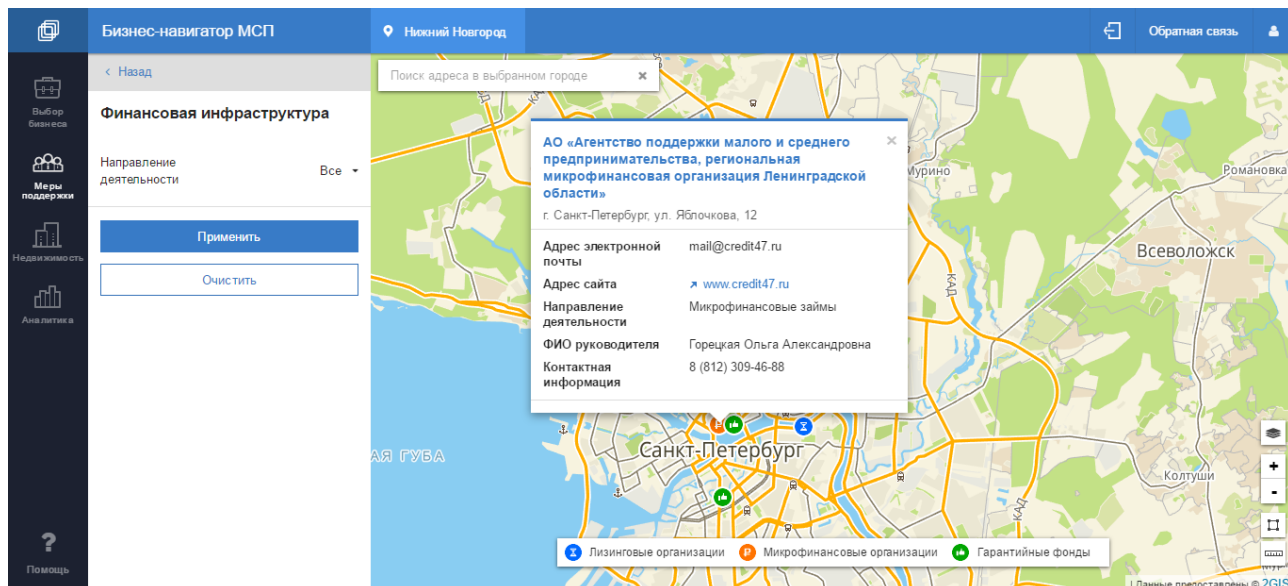 Бизнес-навигатор МСП
Нижний Новгород
Обратная связь
Выбор
бизнеса
Меры
поддержки
Недвижимость
Аналитика
?
Помощь
‹ Назад
Финансовая инфраструктура
Направление
деятельности
Все
Применить
Очистить
Поиск адреса в выбранном городе
АО «Агентство поддержки малого и среднего
предпринимательства, региональная
микрофинансовая организация Ленинградской
области»
г. Санкт-Петербург, ул. Яблочкова, 12
Адрес электронной
почты
mail@credit47.ru
Адрес сайта
www.credit47.ru
Направление
деятельности
Микрофинансовые займы
ФИО руководителя
Горецкая Ольга Александровна
Контактная
информация
8 (812) 309-46-88
КАД
Мурино
Романовка
Всеволожск
КАД
Санкт-Петербург
АЯ ГУБА
Колтуши
КАД
+
-
Лизинговые организации
Микрофинансовые организации
Гарантийные фонды
Данные предоставлены ©